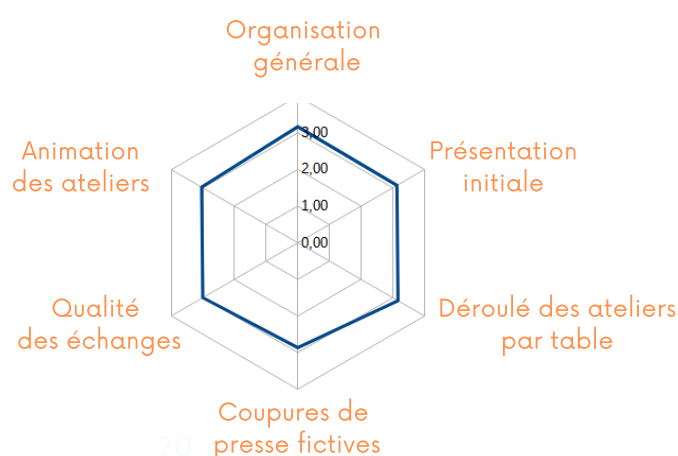 Organisation
générale
Animation
des ateliers
Présentation
initiale
3,00
2,00
1,00
0,00
Qualité
des échanges
Déroulé des ateliers
par table
Coupures de
presse fictives
20